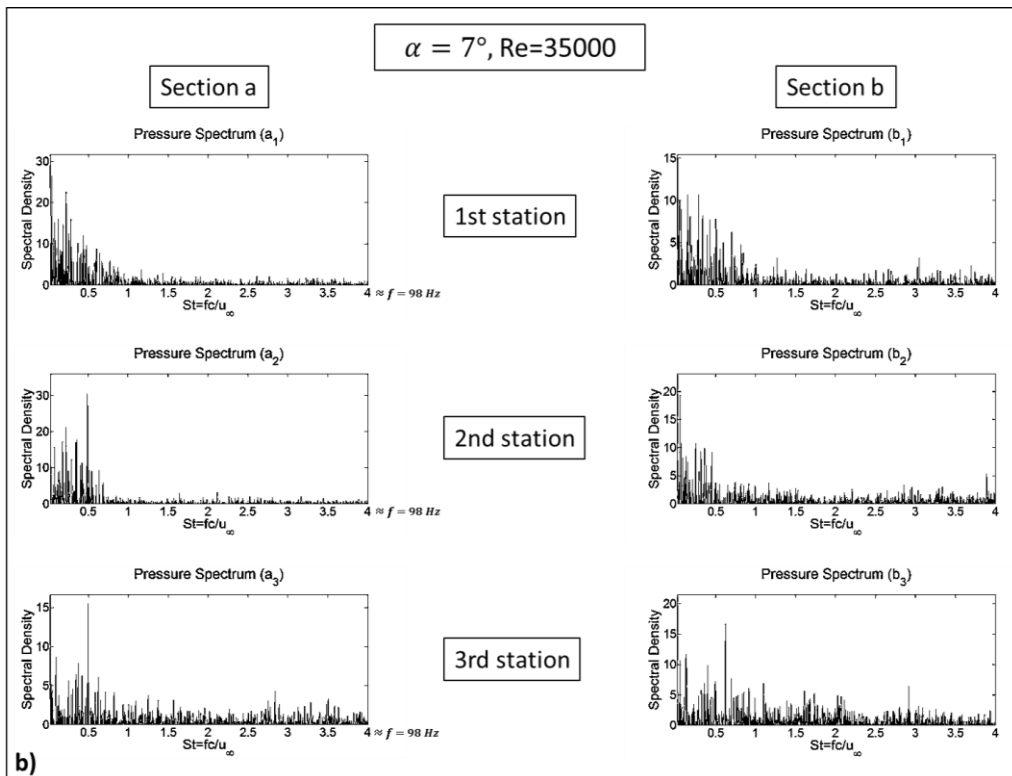 α = 7°, Re=35000
Section a
Section b
Pressure Spectrum (a₁)
30
20
10
0
Spectral Density
0.5 1 1.5 2 2.5 3 3.5 4 ≈ f = 98 Hz
St=fc/u∞
1st station
Pressure Spectrum (b₁}
15
10
5
0
Spectral Density
0.5 1 1.5 2 2.5 3 3.5 4
St=fc/u∞
Pressure Spectrum (a₂)
30
20
10
0
Spectral Density
0.5 1 1.5 2 2.5 3 3.5 4 ≈ f = 98 Hz
St=fc/u∞
2nd station
Pressure Spectrum (b₂}
20
15
10
5
0
Spectral Density
0.5 1 1.5 2 2.5 3 3.5 4
St=fc/u∞
Pressure Spectrum (a₃)
15
10
5
0
Spectral Density
0.5 1 1.5 2 2.5 3 3.5 4 ≈ f = 98 Hz
St=fc/u∞
3rd station
Pressure Spectrum (b₃}
20
15
10
5
0
Spectral Density
0.5 1 1.5 2 2.5 3 3.5 4
St=fc/u∞
b)